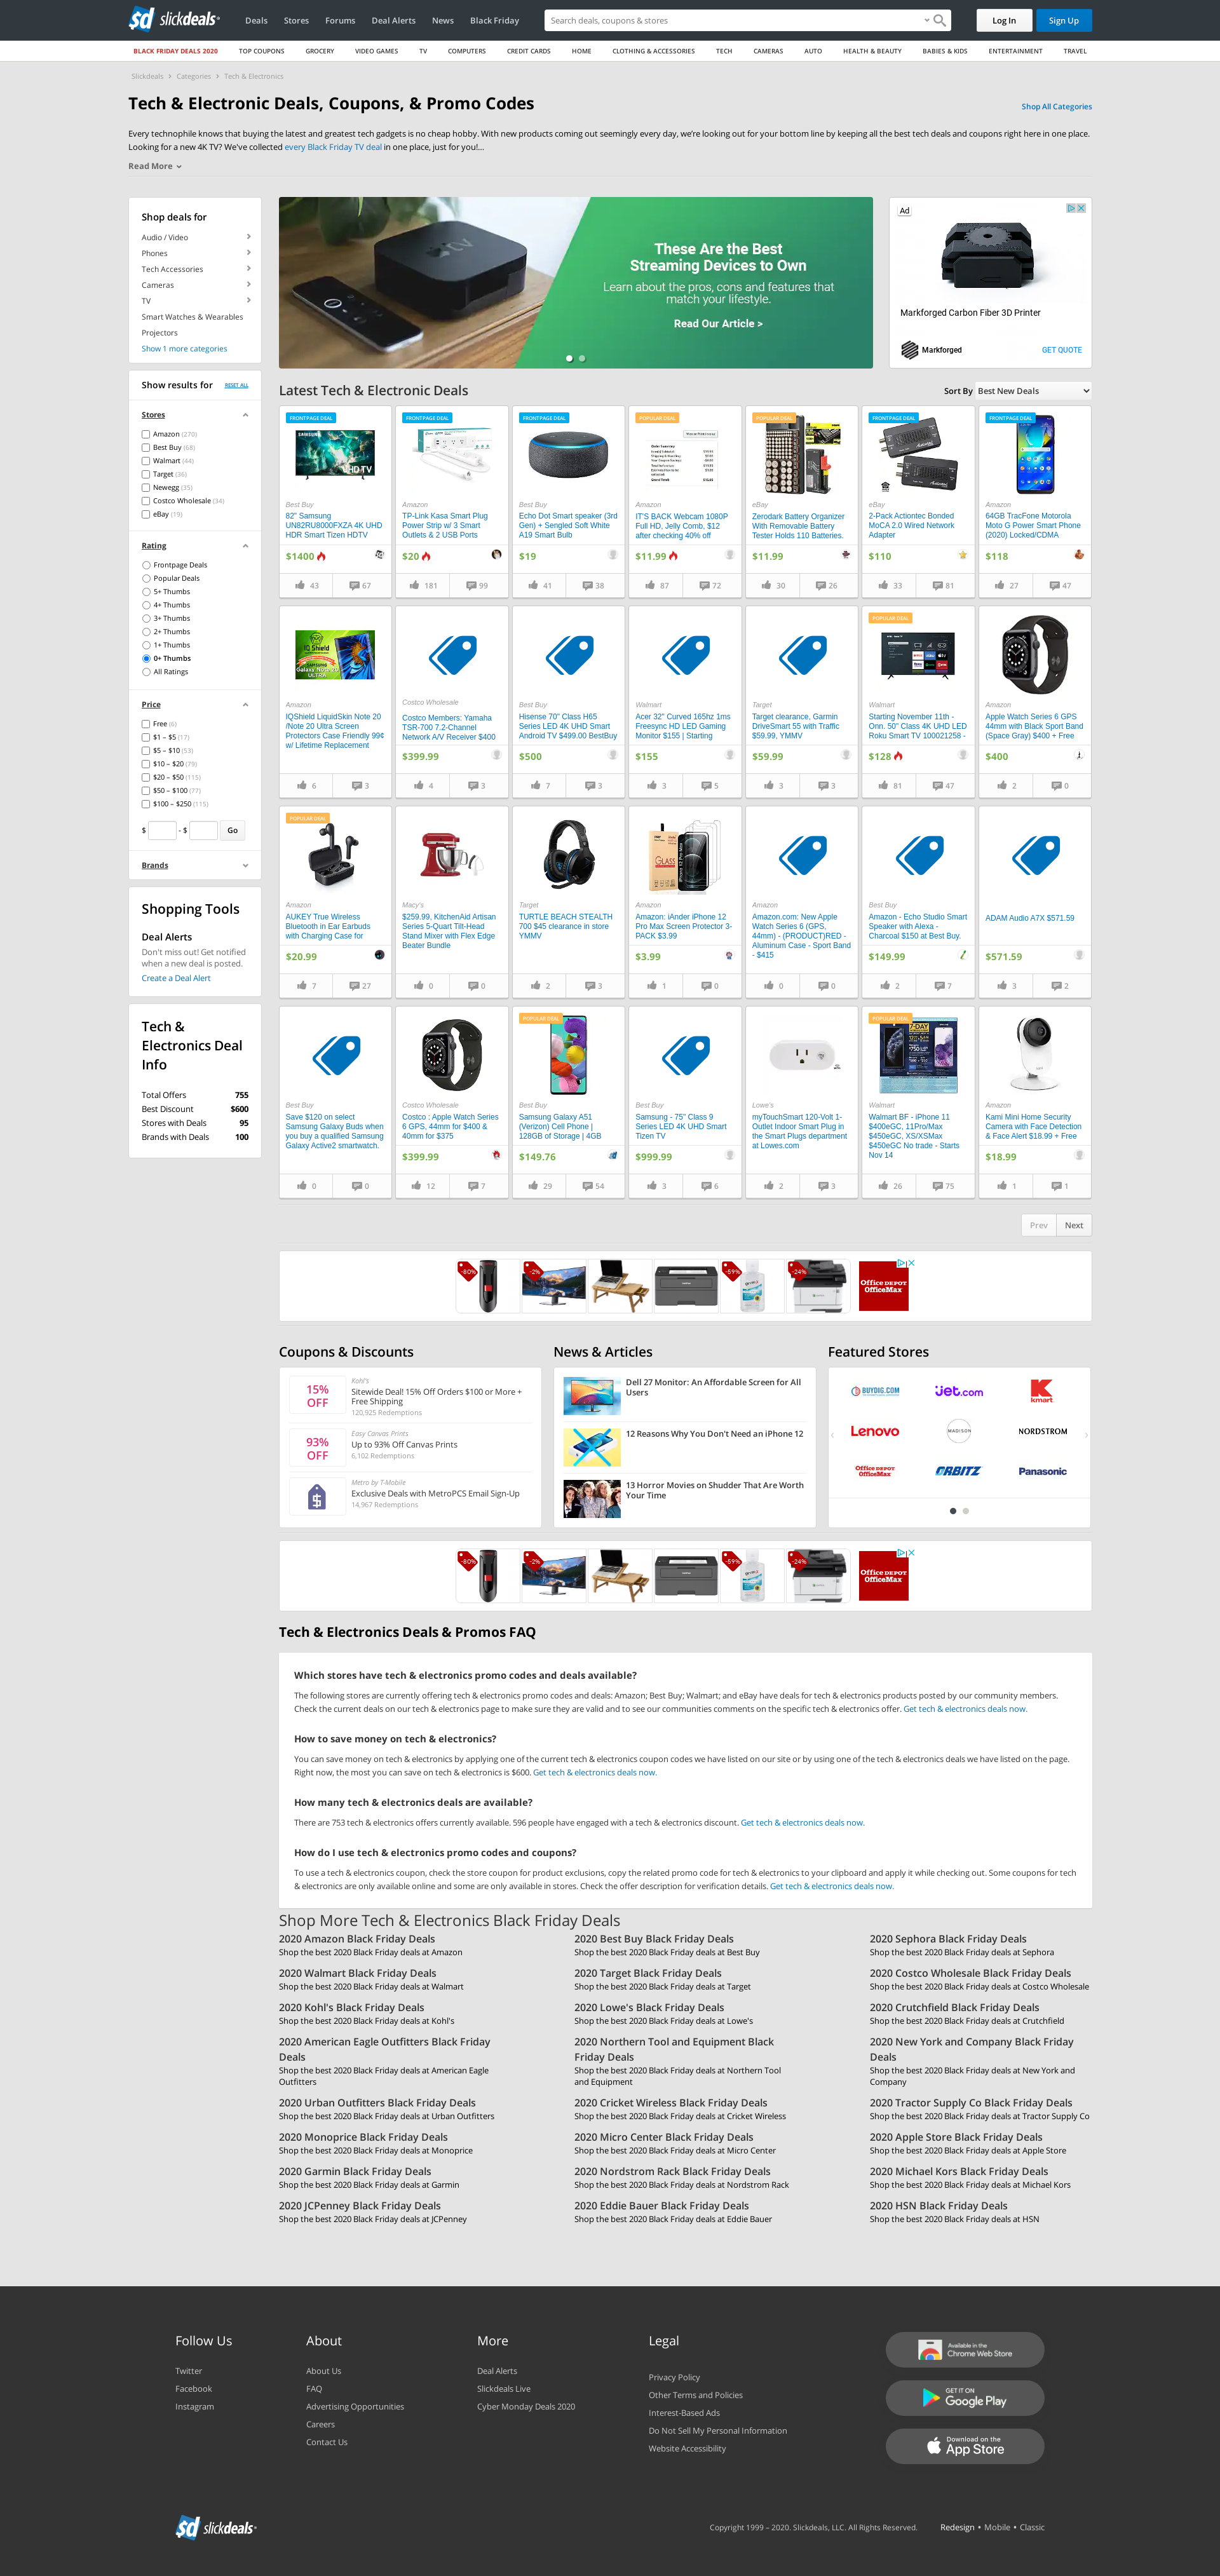 slickdeals
Deals
Stores
Forums
Deal Alerts
News
Black Friday
Search deals, coupons & stores
Log In
Sign Up
BLACK FRIDAY DEALS 2020
TOP COUPONS
GROCERY
VIDEO GAMES
TV
COMPUTERS
CREDIT CARDS
HOME
CLOTHING & ACCESSORIES
TECH
CAMERAS
AUTO
HEALTH & BEAUTY
BABIES & KIDS
ENTERTAINMENT
TRAVEL
Slickdeals › Categories › Tech & Electronics
Tech & Electronic Deals, Coupons, & Promo Codes
Shop All Categories
Every technophile knows that buying the latest and greatest tech gadgets is no cheap hobby. With new products coming out seemingly every day, we're looking out for your bottom line by keeping all the best tech deals and coupons right here in one place.
Looking for a new 4K TV? We've collected every Black Friday TV deal in one place, just for you!...
Read More
Shop deals for
Audio / Video
Phones
Tech Accessories
Cameras
TV
Smart Watches & Wearables
Projectors
Show 1 more categories
Show results for
RESET ALL
Stores
Amazon (270)
Best Buy (68)
Walmart (44)
Target (36)
Newegg (35)
Costco Wholesale (34)
eBay (19)
Rating
Frontpage Deals
Popular Deals
5+ Thumbs
4+ Thumbs
3+ Thumbs
2+ Thumbs
1+ Thumbs
0+ Thumbs
All Ratings
Price
Free (6)
$1 – $5 (17)
$5 – $10 (53)
$10 – $20 (79)
$20 – $50 (115)
$50 – $100 (77)
$100 – $250 (115)
$ - $ Go
Brands
Shopping Tools
Deal Alerts
Don't miss out! Get notified
when a new deal is posted.
Create a Deal Alert
Tech &
Electronics Deal
Info
Total Offers 755
Best Discount $600
Stores with Deals 95
Brands with Deals 100
These Are the Best
Streaming Devices to Own
Learn about the pros, cons and features that
match your lifestyle.
Read Our Article >
Ad
Markforged Carbon Fiber 3D Printer
Markforged
GET QUOTE
Latest Tech & Electronic Deals
Sort By Best New Deals
FRONTPAGE DEAL
Best Buy
82" Samsung
UN82RU8000FXZA 4K UHD
HDR Smart Tizen HDTV
$1400
43 67
FRONTPAGE DEAL
Amazon
TP-Link Kasa Smart Plug
Power Strip w/ 3 Smart
Outlets & 2 USB Ports
$20
181 99
FRONTPAGE DEAL
Best Buy
Echo Dot Smart speaker (3rd
Gen) + Sengled Soft White
A19 Smart Bulb
$19
41 38
POPULAR DEAL
Amazon
IT'S BACK Webcam 1080P
Full HD, Jelly Comb, $12
after checking 40% off
$11.99
87 72
POPULAR DEAL
eBay
Zerodark Battery Organizer
With Removable Battery
Tester Holds 110 Batteries.
$11.99
30 26
FRONTPAGE DEAL
eBay
2-Pack Actiontec Bonded
MoCA 2.0 Wired Network
Adapter
$110
33 81
FRONTPAGE DEAL
Amazon
64GB TracFone Motorola
Moto G Power Smart Phone
(2020) Locked/CDMA
$118
27 47
Amazon
IQShield LiquidSkin Note 20
/Note 20 Ultra Screen
Protectors Case Friendly 99¢
w/ Lifetime Replacement
6 3
Costco Wholesale
Costco Members: Yamaha
TSR-700 7.2-Channel
Network A/V Receiver $400
$399.99
4 3
Best Buy
Hisense 70" Class H65
Series LED 4K UHD Smart
Android TV $499.00 BestBuy
$500
7 3
Walmart
Acer 32" Curved 165hz 1ms
Freesync HD LED Gaming
Monitor $155 | Starting
$155
3 5
Target
Target clearance, Garmin
DriveSmart 55 with Traffic
$59.99, YMMV
$59.99
3 3
POPULAR DEAL
Walmart
Starting November 11th -
Onn. 50" Class 4K UHD LED
Roku Smart TV 100021258 -
$128
81 47
Amazon
Apple Watch Series 6 GPS
44mm with Black Sport Band
(Space Gray) $400 + Free
$400
2 0
POPULAR DEAL
Amazon
AUKEY True Wireless
Bluetooth in Ear Earbuds
with Charging Case for
$20.99
7 27
Macy's
$259.99, KitchenAid Artisan
Series 5-Quart Tilt-Head
Stand Mixer with Flex Edge
Beater Bundle
0 0
Target
TURTLE BEACH STEALTH
700 $45 clearance in store
YMMV
2 3
Amazon
Amazon: iAnder iPhone 12
Pro Max Screen Protector 3-
PACK $3.99
$3.99
1 0
Amazon
Amazon.com: New Apple
Watch Series 6 (GPS,
44mm) - (PRODUCT)RED -
Aluminum Case - Sport Band
- $415
0 0
Best Buy
Amazon - Echo Studio Smart
Speaker with Alexa -
Charcoal $150 at Best Buy.
$149.99
2 7
ADAM Audio A7X $571.59
$571.59
3 2
Best Buy
Save $120 on select
Samsung Galaxy Buds when
you buy a qualified Samsung
Galaxy Active2 smartwatch.
0 0
Costco Wholesale
Costco : Apple Watch Series
6 GPS, 44mm for $400 &
40mm for $375
$399.99
12 7
POPULAR DEAL
Best Buy
Samsung Galaxy A51
(Verizon) Cell Phone |
128GB of Storage | 4GB
$149.76
29 54
Best Buy
Samsung - 75" Class 9
Series LED 4K UHD Smart
Tizen TV
$999.99
3 6
Lowe's
myTouchSmart 120-Volt 1-
Outlet Indoor Smart Plug in
the Smart Plugs department
at Lowes.com
2 3
POPULAR DEAL
Walmart
Walmart BF - iPhone 11
$400eGC, 11Pro/Max
$450eGC, XS/XSMax
$450eGC No trade - Starts
Nov 14
26 75
Amazon
Kami Mini Home Security
Camera with Face Detection
& Face Alert $18.99 + Free
$18.99
1 1
Prev Next
-80% -2% -59% -24%
Office DEPOT
OfficeMax
Coupons & Discounts
15%
OFF
Kohl's
Sitewide Deal! 15% Off Orders $100 or More +
Free Shipping
120,925 Redemptions
93%
OFF
Easy Canvas Prints
Up to 93% Off Canvas Prints
6,102 Redemptions
Metro by T-Mobile
Exclusive Deals with MetroPCS Email Sign-Up
14,967 Redemptions
News & Articles
Dell 27 Monitor: An Affordable Screen for All
Users
12 Reasons Why You Don't Need an iPhone 12
13 Horror Movies on Shudder That Are Worth
Your Time
Featured Stores
BUYDIG.COM
jet.com
Kmart
Lenovo
MADISON
NORDSTROM
Office DEPOT
OfficeMax
ORBITZ
Panasonic
-80% -2% -59% -24%
Office DEPOT
OfficeMax
Tech & Electronics Deals & Promos FAQ
Which stores have tech & electronics promo codes and deals available?
The following stores are currently offering tech & electronics promo codes and deals: Amazon; Best Buy; Walmart; and eBay have deals for tech & electronics products posted by our community members.
Check the current deals on our tech & electronics page to make sure they are valid and to see our communities comments on the specific tech & electronics offer. Get tech & electronics deals now.
How to save money on tech & electronics?
You can save money on tech & electronics by applying one of the current tech & electronics coupon codes we have listed on our site or by using one of the tech & electronics deals we have listed on the page.
Right now, the most you can save on tech & electronics is $600. Get tech & electronics deals now.
How many tech & electronics deals are available?
There are 753 tech & electronics offers currently available. 596 people have engaged with a tech & electronics discount. Get tech & electronics deals now.
How do I use tech & electronics promo codes and coupons?
To use a tech & electronics coupon, check the store coupon for product exclusions, copy the related promo code for tech & electronics to your clipboard and apply it while checking out. Some coupons for tech
& electronics are only available online and some are only available in stores. Check the offer description for verification details. Get tech & electronics deals now.
Shop More Tech & Electronics Black Friday Deals
2020 Amazon Black Friday Deals
Shop the best 2020 Black Friday deals at Amazon
2020 Best Buy Black Friday Deals
Shop the best 2020 Black Friday deals at Best Buy
2020 Sephora Black Friday Deals
Shop the best 2020 Black Friday deals at Sephora
2020 Walmart Black Friday Deals
Shop the best 2020 Black Friday deals at Walmart
2020 Target Black Friday Deals
Shop the best 2020 Black Friday deals at Target
2020 Costco Wholesale Black Friday Deals
Shop the best 2020 Black Friday deals at Costco Wholesale
2020 Kohl's Black Friday Deals
Shop the best 2020 Black Friday deals at Kohl's
2020 Lowe's Black Friday Deals
Shop the best 2020 Black Friday deals at Lowe's
2020 Crutchfield Black Friday Deals
Shop the best 2020 Black Friday deals at Crutchfield
2020 American Eagle Outfitters Black Friday
Deals
Shop the best 2020 Black Friday deals at American Eagle
Outfitters
2020 Northern Tool and Equipment Black
Friday Deals
Shop the best 2020 Black Friday deals at Northern Tool
and Equipment
2020 New York and Company Black Friday
Deals
Shop the best 2020 Black Friday deals at New York and
Company
2020 Urban Outfitters Black Friday Deals
Shop the best 2020 Black Friday deals at Urban Outfitters
2020 Cricket Wireless Black Friday Deals
Shop the best 2020 Black Friday deals at Cricket Wireless
2020 Tractor Supply Co Black Friday Deals
Shop the best 2020 Black Friday deals at Tractor Supply Co
2020 Monoprice Black Friday Deals
Shop the best 2020 Black Friday deals at Monoprice
2020 Micro Center Black Friday Deals
Shop the best 2020 Black Friday deals at Micro Center
2020 Apple Store Black Friday Deals
Shop the best 2020 Black Friday deals at Apple Store
2020 Garmin Black Friday Deals
Shop the best 2020 Black Friday deals at Garmin
2020 Nordstrom Rack Black Friday Deals
Shop the best 2020 Black Friday deals at Nordstrom Rack
2020 Michael Kors Black Friday Deals
Shop the best 2020 Black Friday deals at Michael Kors
2020 JCPenney Black Friday Deals
Shop the best 2020 Black Friday deals at JCPenney
2020 Eddie Bauer Black Friday Deals
Shop the best 2020 Black Friday deals at Eddie Bauer
2020 HSN Black Friday Deals
Shop the best 2020 Black Friday deals at HSN
Follow Us
Twitter
Facebook
Instagram
About
About Us
FAQ
Advertising Opportunities
Careers
Contact Us
More
Deal Alerts
Slickdeals Live
Cyber Monday Deals 2020
Legal
Privacy Policy
Other Terms and Policies
Interest-Based Ads
Do Not Sell My Personal Information
Website Accessibility
Available in the
Chrome Web Store
GET IT ON
Google Play
Download on the
App Store
slickdeals
Copyright 1999 – 2020. Slickdeals, LLC. All Rights Reserved.
Redesign • Mobile • Classic